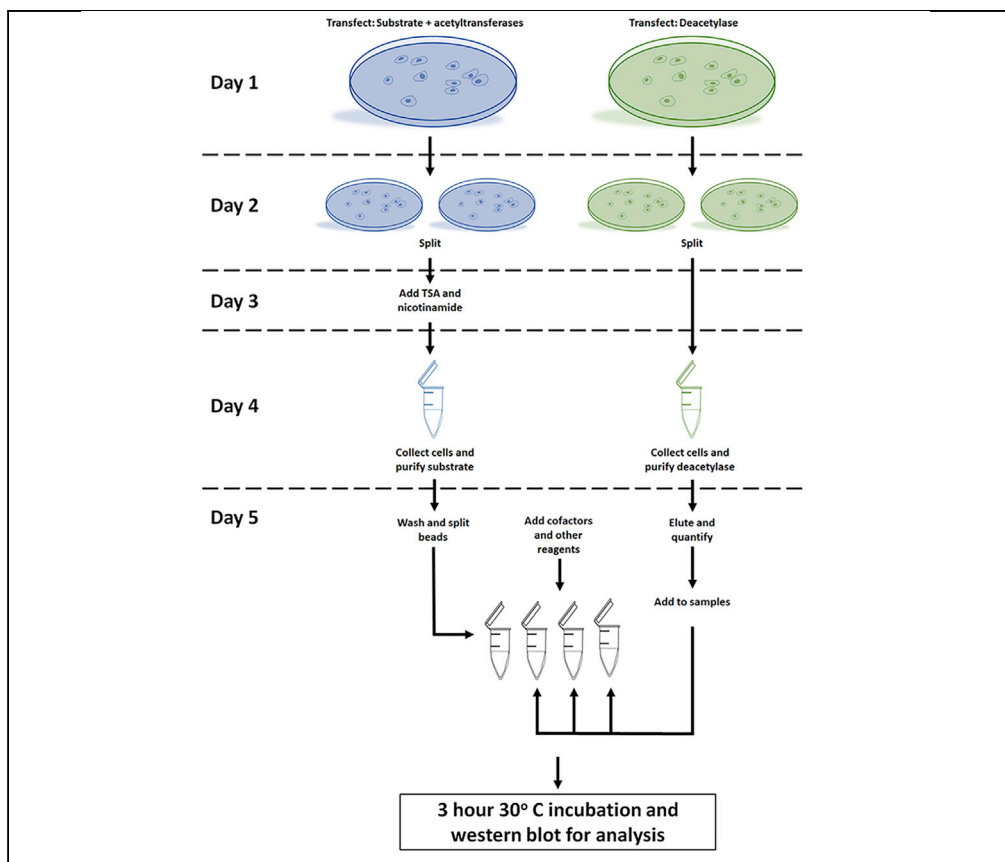 Transfect: Substrate + acetyltransferases
Transfect: Deacetylase
Day 1
Day 2
Split
Split
Day 3
Add TSA and
nicotinamide
Day 4
Collect cells and
purify substrate
Collect cells and
purify deacetylase
Day 5
Wash and split
beads
Add cofactors
and other
reagents
Elute and
quantify
Add to samples
3 hour 30º C incubation and
western blot for analysis